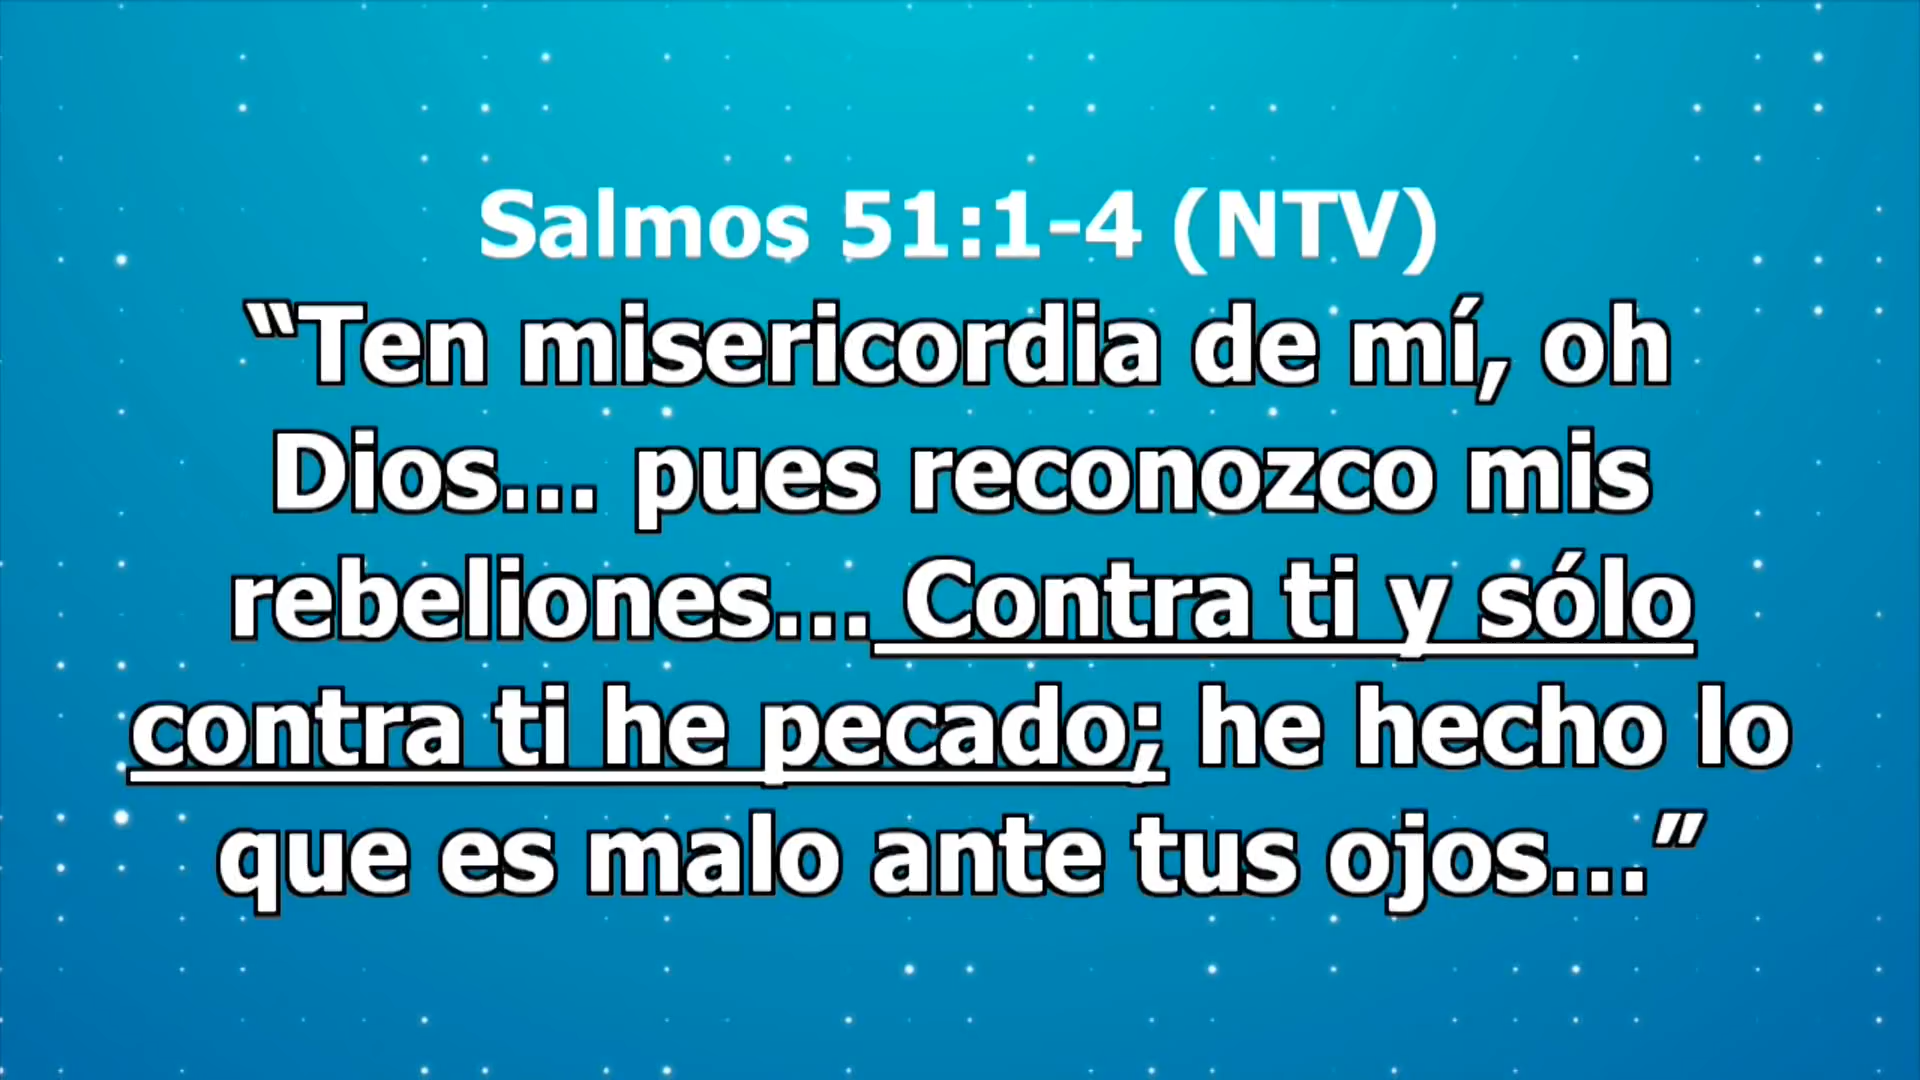 Salmos 51:1-4 (NTV)
“Ten misericordia de mí, oh
Dios... pues reconozco mis
rebeliones... Contra ti y sólo
contra ti he pecado; he hecho lo
que es malo ante tus ojos...”